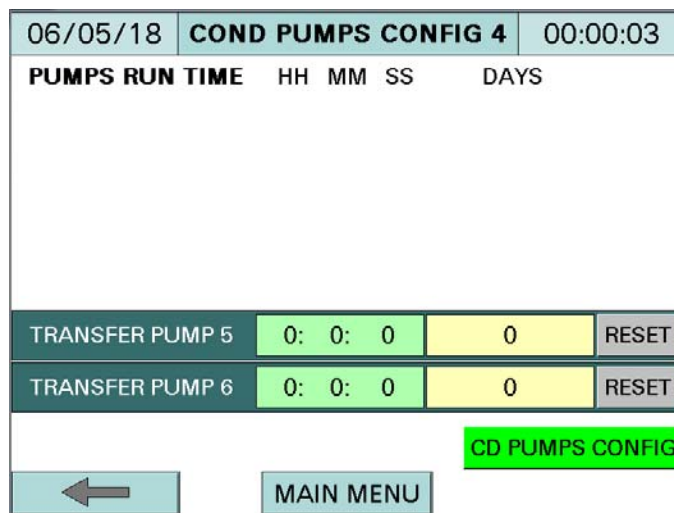 06/05/18 COND PUMPS CONFIG 4 00:00:03
PUMPS RUN TIME HH MM SS DAYS
TRANSFER PUMP 5 0: 0: 0 0 RESET
TRANSFER PUMP 6 0: 0: 0 0 RESET
CD PUMPS CONFIG
MAIN MENU